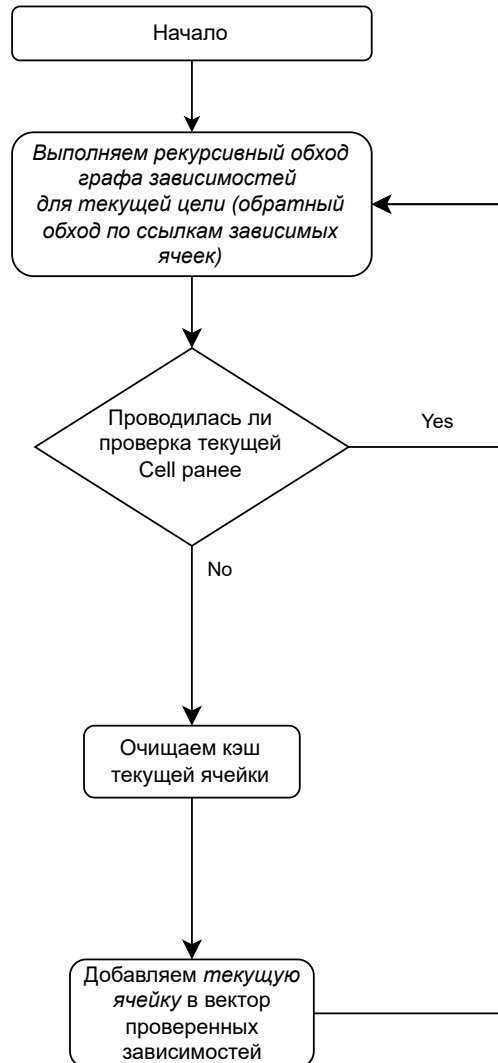 Начало
Выполняем рекурсивный обход
графа зависимостей
для текущей цели (обратный
обход по ссылкам зависимых
ячеек)
Проводилась ли
проверка текущей
Cell ранее
Yes
No
Очищаем кэш
текущей ячейки
Добавляем текущую
ячейку в вектор
проверенных
зависимостей